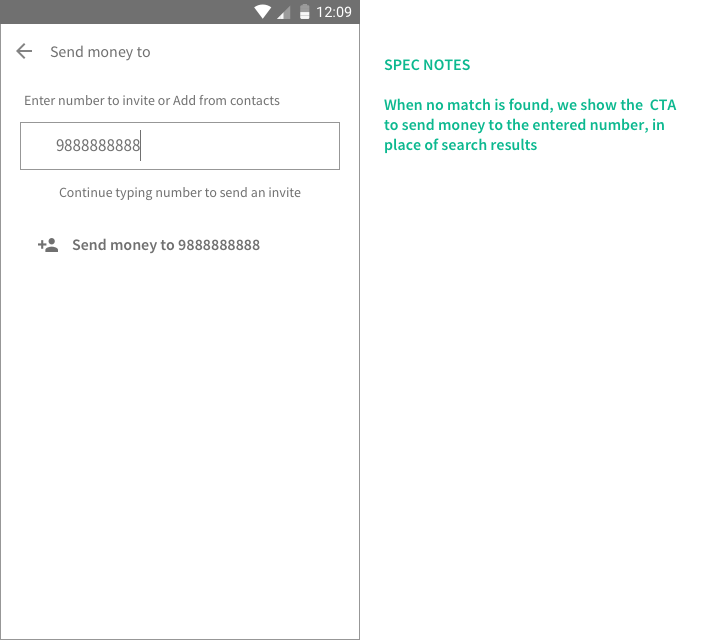 12:09
Send money to
Enter number to invite or Add from contacts
9888888888
Continue typing number to send an invite
Send money to 9888888888
SPEC NOTES
When no match is found, we show the  CTA
to send money to the entered number, in
place of search results